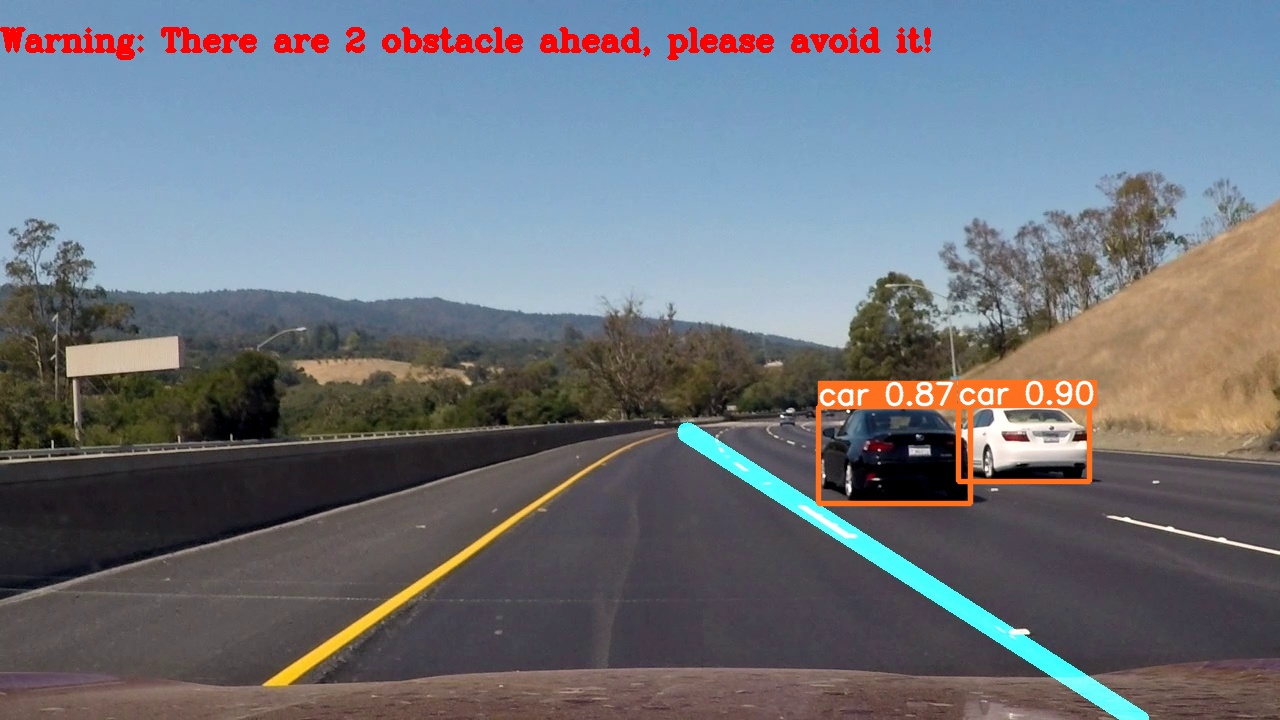 Warning: There are 2 obstacle ahead, please avoid it!
car 0.87
car 0.90